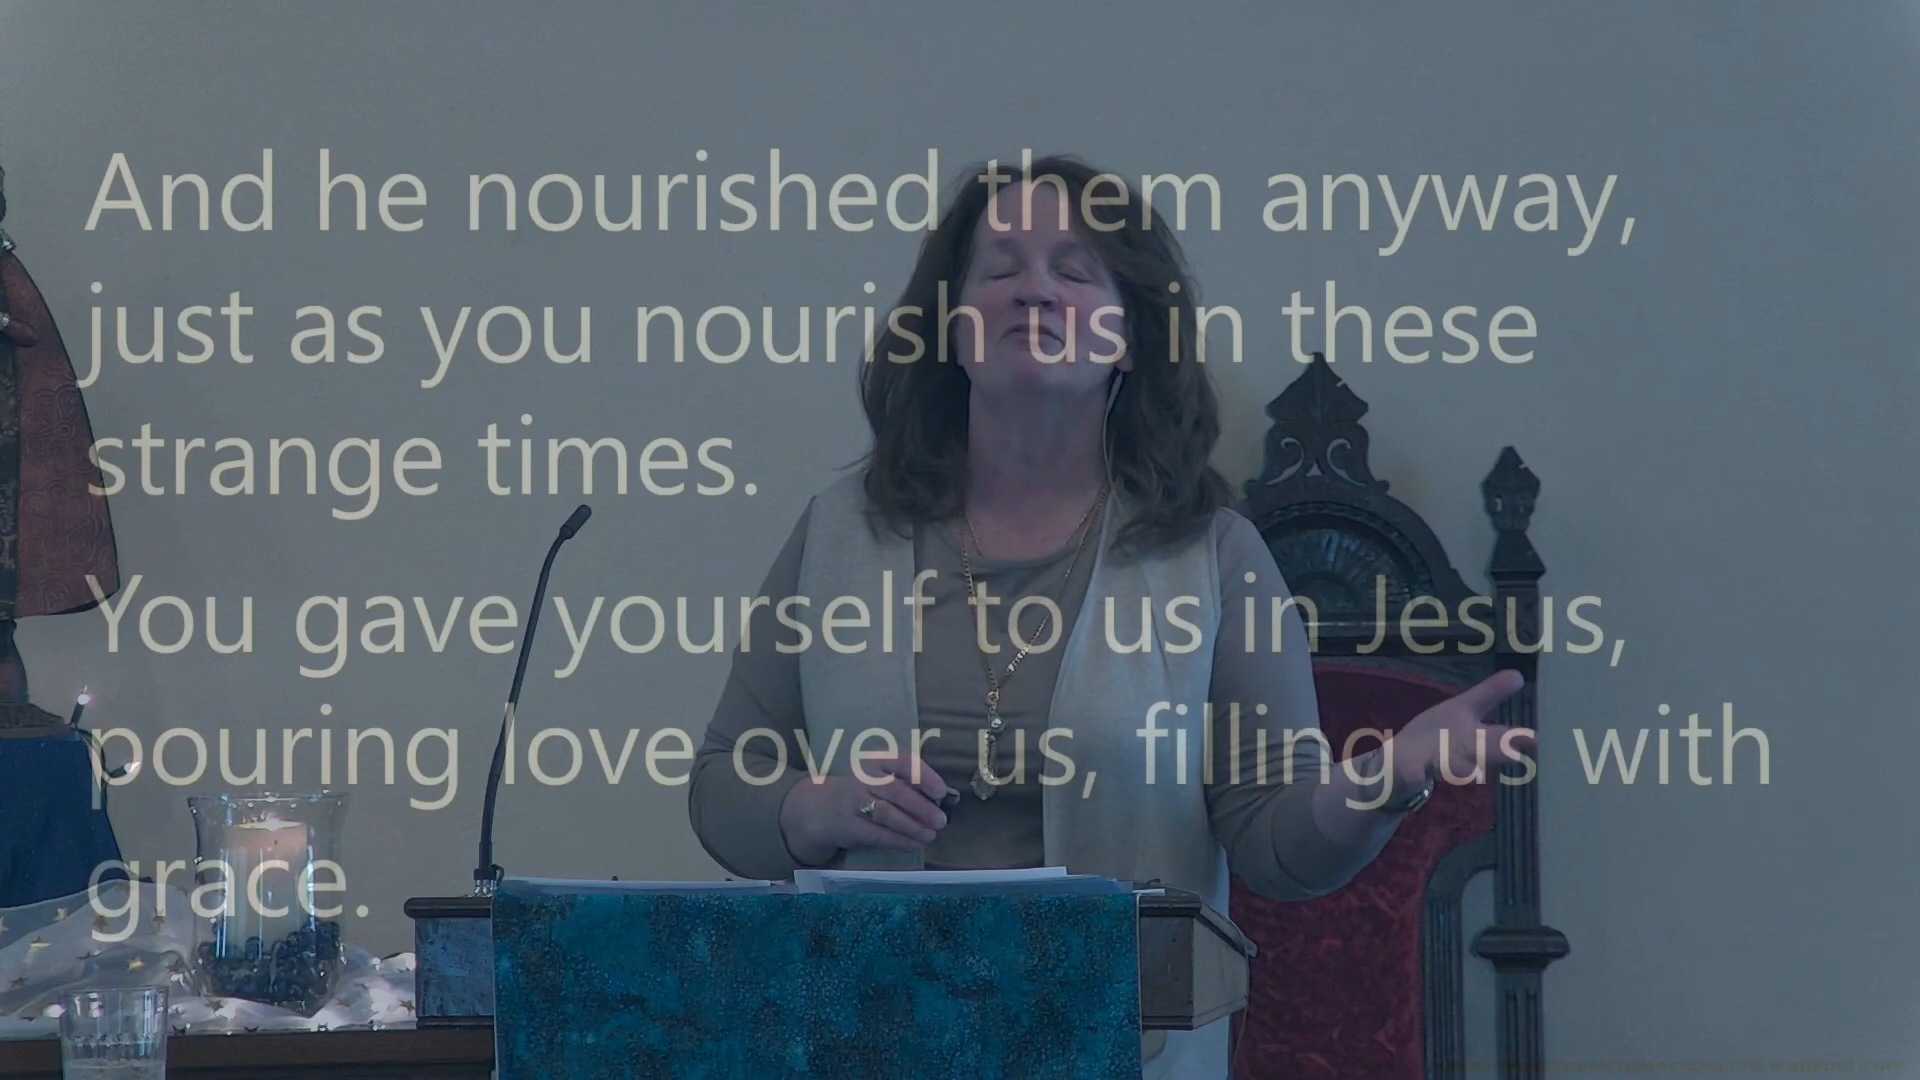 And he nourished them anyway,
just as you nourish us in these
strange times.
You gave yourself to us in Jesus,
pouring love over us, filling us with
grace.